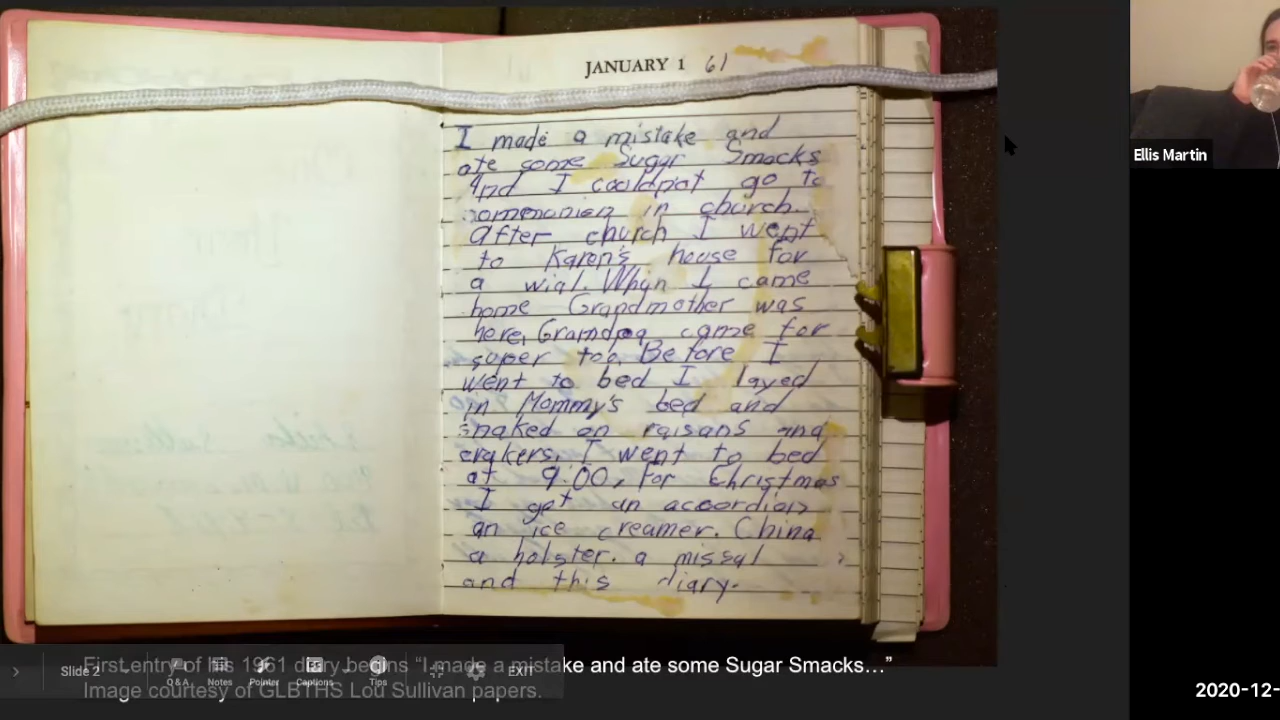 JANUARY 1 61
I made a mistake and
ate some Sugar Smacks
And I couldnot go to
communion in church.
After church I went
to Karen's house for
a wial. When I came
home Grandmother was
here, Grandpa came for
super too. Before I
went to bed I layed
in Mommy's bed and
snaked on raisans and
crakers. I went to bed
at 9:00, for Christmas
I got an accordian
an ice creamer. China
a holster. a missal
and this diary.
Ellis Martin
First entry of his 1961 diary begins “I made a mistake and ate some Sugar Smacks…”
Image courtesy of GLBTHS Lou Sullivan papers.
Slide 2
Q&A Notes Pointer Captions Tips EXIT
2020-12-